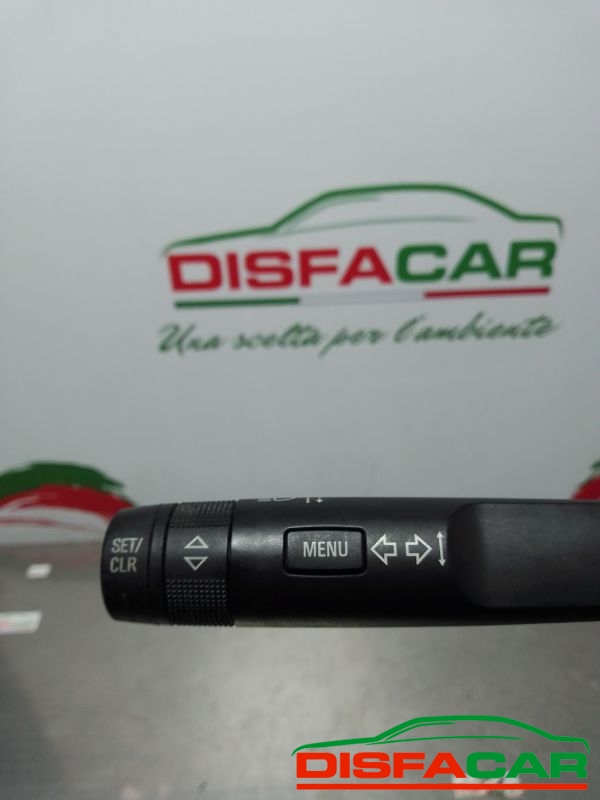 DISFACAR
Una scelta per l'ambiente
SET/
CLR
MENU
DISFACAR